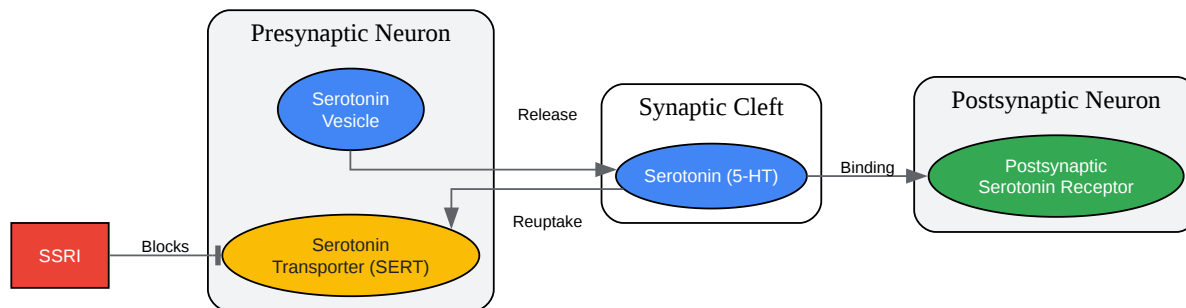 Presynaptic Neuron
Serotonin
Vesicle
Release
Synaptic Cleft
Serotonin (5-HT)
Binding
Postsynaptic Neuron
Postsynaptic
Serotonin Receptor
Reuptake
SSRI
Blocks
Serotonin
Transporter (SERT)